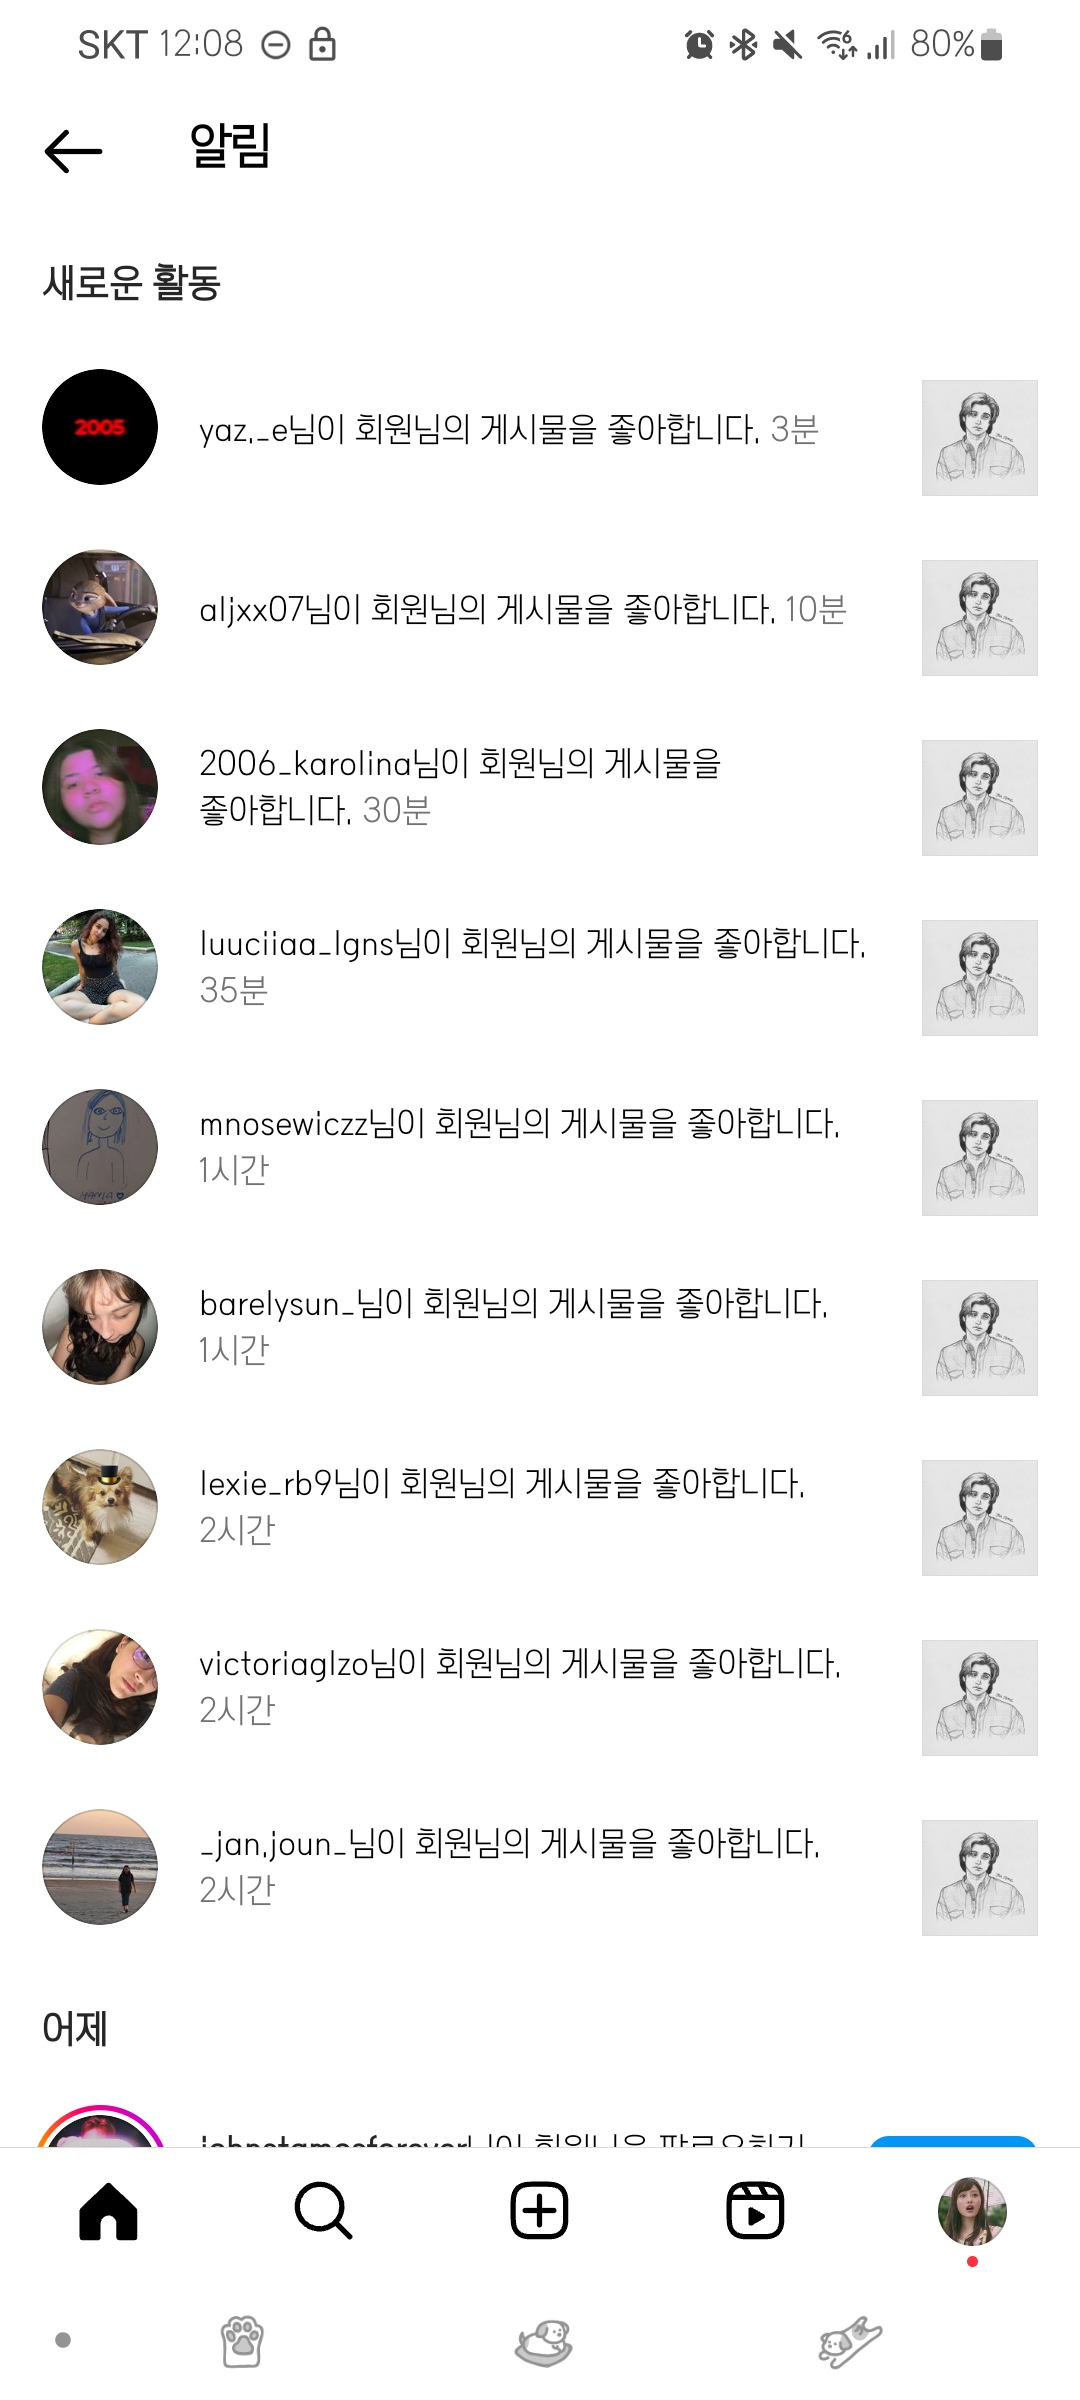 SKT 12:08
80%
알림
새로운 활동
2005
yaz._e님이 회원님의 게시물을 좋아합니다. 3분
aljxx07님이 회원님의 게시물을 좋아합니다. 10분
2006_karolina님이 회원님의 게시물을
좋아합니다. 30분
luuciiaa_lgns님이 회원님의 게시물을 좋아합니다.
35분
mnosewiczz님이 회원님의 게시물을 좋아합니다.
1시간
barelysun_님이 회원님의 게시물을 좋아합니다.
1시간
lexie_rb9님이 회원님의 게시물을 좋아합니다.
2시간
victoriaglzo님이 회원님의 게시물을 좋아합니다.
2시간
_jan.joun_님이 회원님의 게시물을 좋아합니다.
2시간
어제